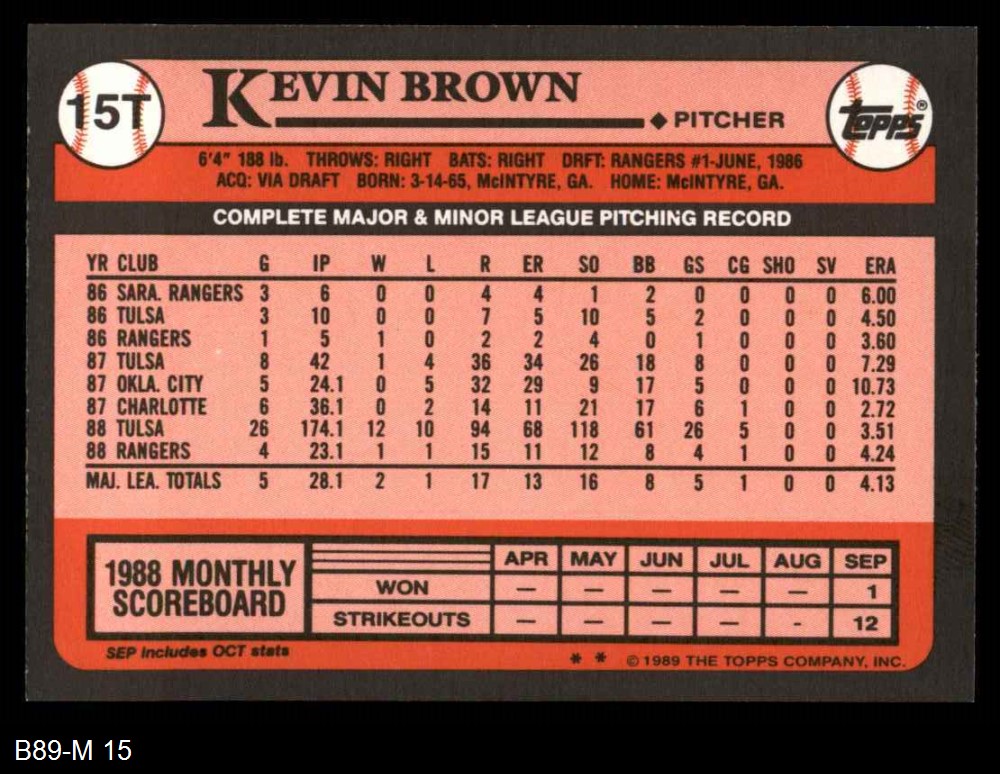 15T
KEVIN BROWN
◆ PITCHER
TOPPS®
6'4" 188 lb. THROWS: RIGHT BATS: RIGHT DRFT: RANGERS #1-JUNE, 1986
ACQ: VIA DRAFT BORN: 3-14-65, McINTYRE, GA. HOME: McINTYRE, GA.
COMPLETE MAJOR & MINOR LEAGUE PITCHING RECORD
YR CLUB G IP W L R ER SO BB GS CG SHO SV ERA
86 SARA. RANGERS 3 6 0 0 4 4 1 2 0 0 0 0 6.00
86 TULSA 3 10 0 0 7 5 10 5 2 0 0 0 4.50
86 RANGERS 1 5 1 0 2 2 4 0 1 0 0 0 3.60
87 TULSA 8 42 1 4 36 34 26 18 8 0 0 0 7.29
87 OKLA. CITY 5 24.1 0 5 32 29 9 17 5 0 0 0 10.73
87 CHARLOTTE 6 36.1 0 2 14 11 21 17 6 1 0 0 2.72
88 TULSA 26 174.1 12 10 94 68 118 61 26 5 0 0 3.51
88 RANGERS 4 23.1 1 1 15 11 12 8 4 1 0 0 4.24
MAJ. LEA. TOTALS 5 28.1 2 1 17 13 16 8 5 1 0 0 4.13
1988 MONTHLY
SCOREBOARD
APR MAY JUN JUL AUG SEP
WON — — — — — 1
STRIKEOUTS — — — — - 12
SEP Includes OCT stats
* * © 1989 THE TOPPS COMPANY, INC.
B89-M 15